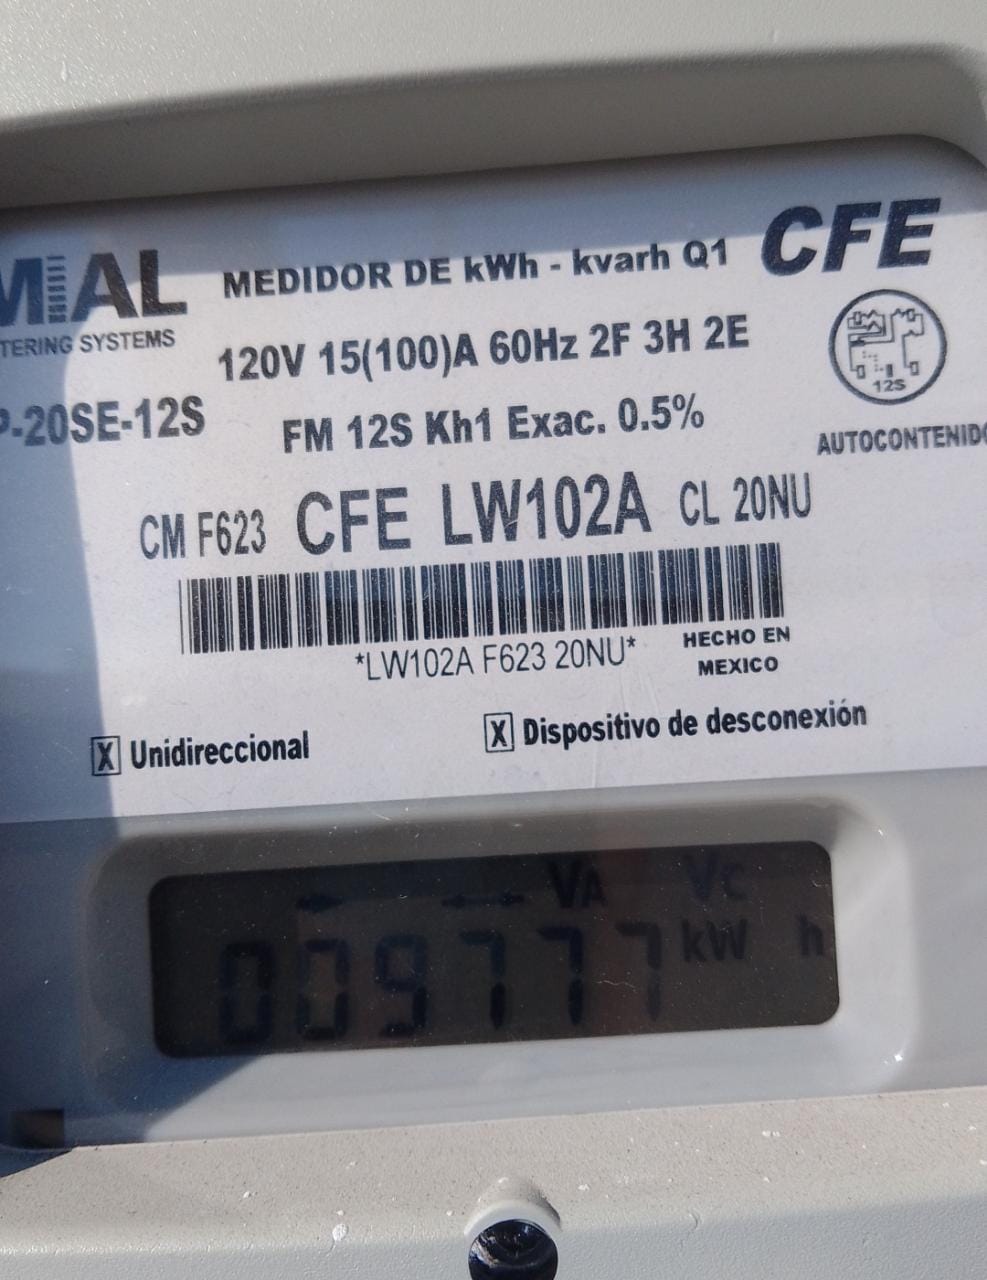 MIAL
TERING SYSTEMS
P-20SE-12S
MEDIDOR DE kWh - kvarh Q1
CFE
120V 15(100)A 60Hz 2F 3H 2E
FM 12S Kh1 Exac. 0.5%
12S
AUTOCONTENIDO
CM F623 CFE LW102A CL 20NU
*LW102A F623 20NU*
HECHO EN
MEXICO
X Unidireccional
X Dispositivo de desconexión
VA VC
009777 kW h